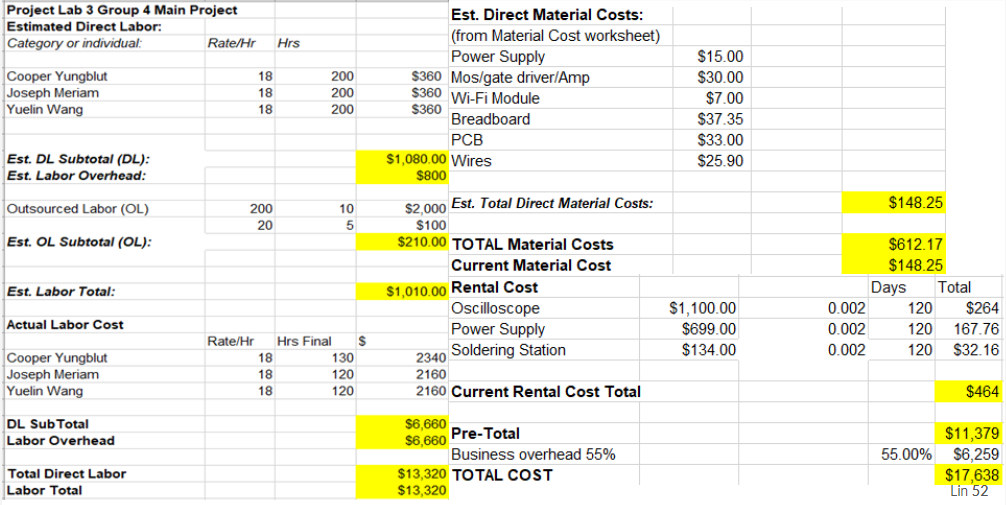 Project Lab 3 Group 4 Main Project
Estimated Direct Labor:
Category or individual: Rate/Hr Hrs
Cooper Yungblut 18 200 $360
Joseph Meriam 18 200 $360
Yuelin Wang 18 200 $360
Est. DL Subtotal (DL): $1,080.00
Est. Labor Overhead: $800
Outsourced Labor (OL) 200 10 $2,000
20 5 $100
Est. OL Subtotal (OL): $210.00
Est. Labor Total: $1,010.00
Actual Labor Cost
Rate/Hr Hrs Final $
Cooper Yungblut 18 130 2340
Joseph Meriam 18 120 2160
Yuelin Wang 18 120 2160
DL SubTotal $6,660
Labor Overhead $6,660
Total Direct Labor $13,320
Labor Total $13,320
Est. Direct Material Costs:
(from Material Cost worksheet)
Power Supply $15.00
Mos/gate driver/Amp $30.00
Wi-Fi Module $7.00
Breadboard $37.35
PCB $33.00
Wires $25.90
Est. Total Direct Material Costs: $148.25
TOTAL Material Costs $612.17
Current Material Cost $148.25
Rental Cost Days Total
Oscilloscope $1,100.00 0.002 120 $264
Power Supply $699.00 0.002 120 167.76
Soldering Station $134.00 0.002 120 $32.16
Current Rental Cost Total $464
Pre-Total $11,379
Business overhead 55% 55.00% $6,259
TOTAL COST $17,638
Lin 52